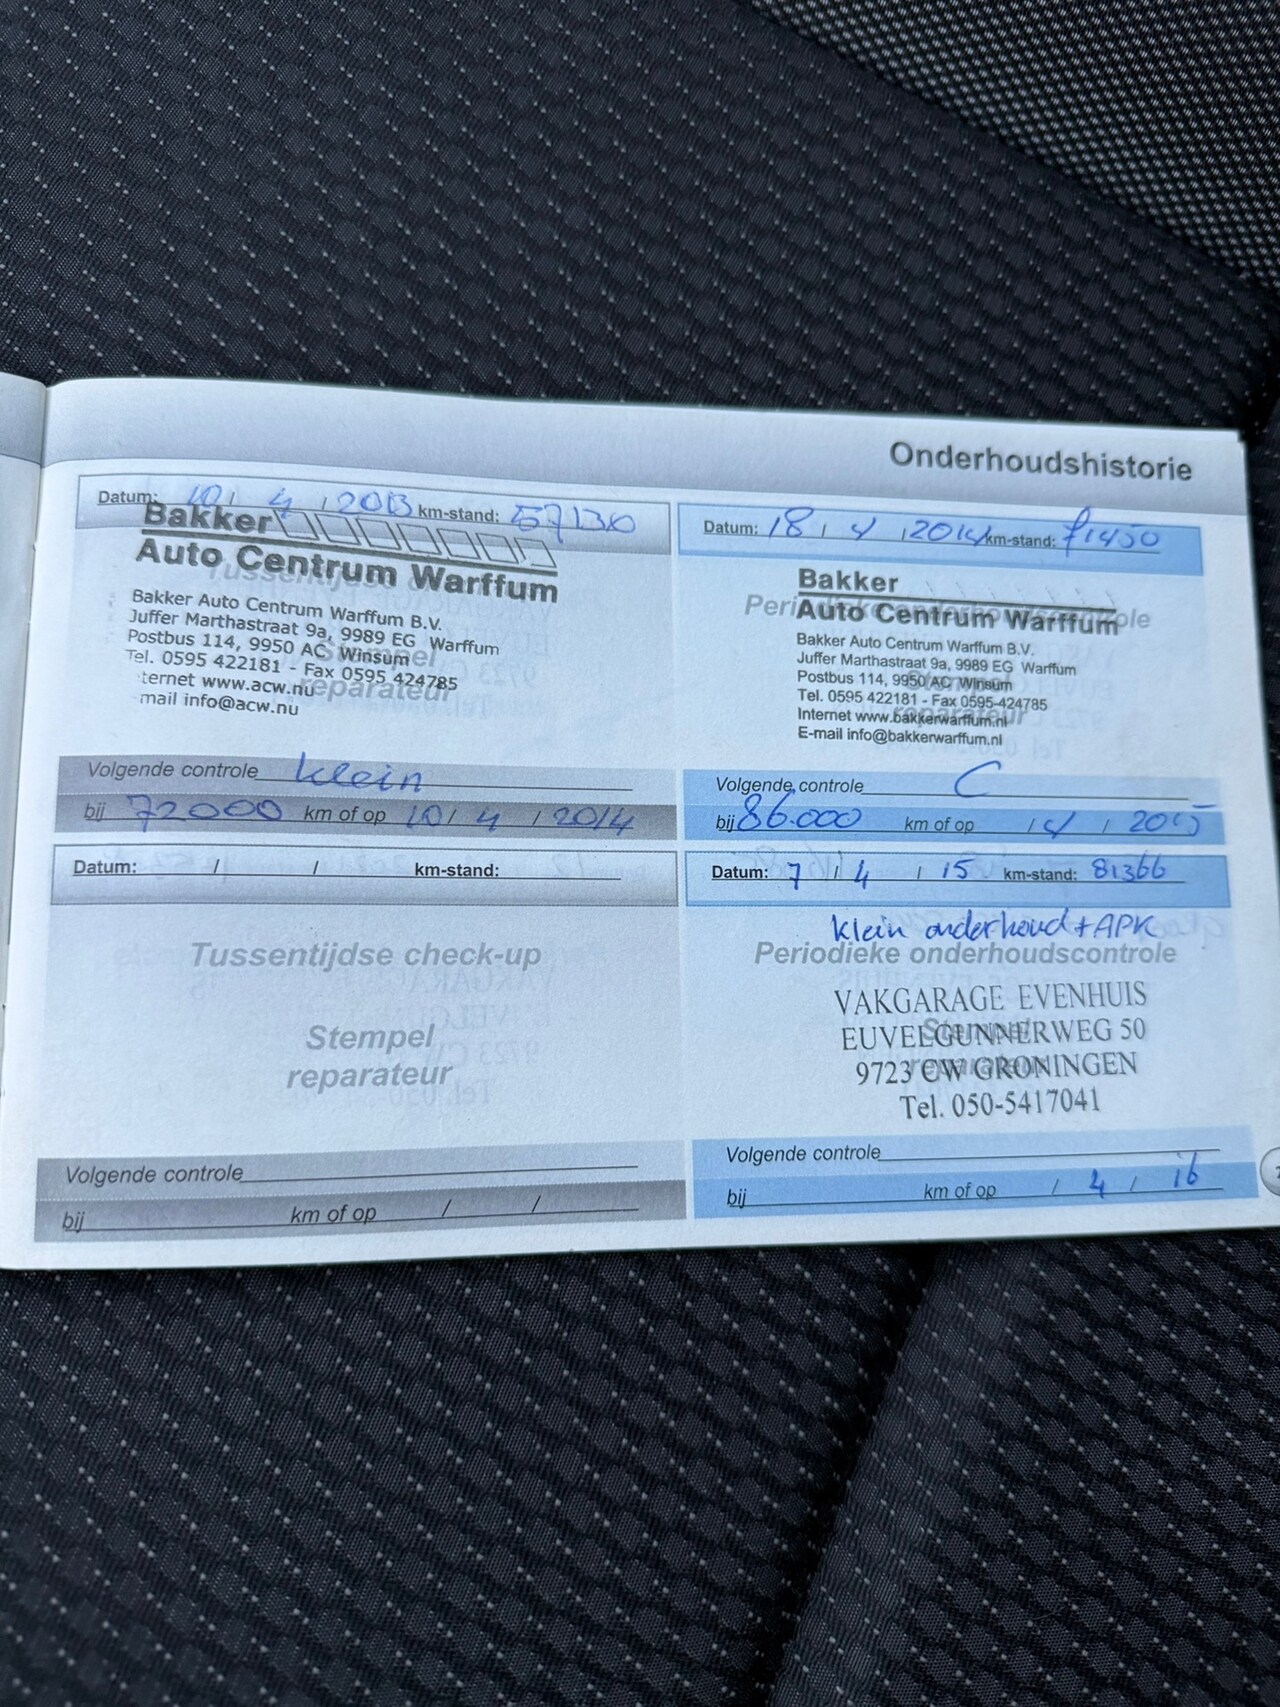 Onderhoudshistorie
Datum: 10 / 4 / 2013 km-stand: 57130
Bakker
Auto Centrum Warffum
Bakker Auto Centrum Warffum B.V.
Juffer Marthastraat 9a, 9989 EG Warffum
Postbus 114, 9950 AC Winsum
Tel. 0595 422181 - Fax 0595 424785
ternet www.acw.nu
mail info@acw.nu
Stempel
reparateur
Volgende controle klein
bij 72000 km of op 10 / 4 / 2014
Datum: / / km-stand:
Tussentijdse check-up
Stempel
reparateur
Volgende controle
bij km of op / /
Datum: 18 / 4 / 2014 km-stand: 71450
Periodieke onderhoudscontrole
Bakker
Auto Centrum Warffum
Bakker Auto Centrum Warffum B.V.
Juffer Marthastraat 9a, 9989 EG Warffum
Postbus 114, 9950 AC Winsum
Tel. 0595 422181 - Fax 0595-424785
Internet www.bakkerwarffum.nl
E-mail info@bakkerwarffum.nl
Volgende controle C
bij 86.000 km of op / 4 / 2015
Datum: 7 / 4 / 15 km-stand: 81366
klein onderhoud + APK
Periodieke onderhoudscontrole
VAKGARAGE EVENHUIS
EUVELGUNNERWEG 50
9723 CW GRONINGEN
Tel. 050-5417041
Stempel
reparateur
Volgende controle
bij km of op / 4 / 16